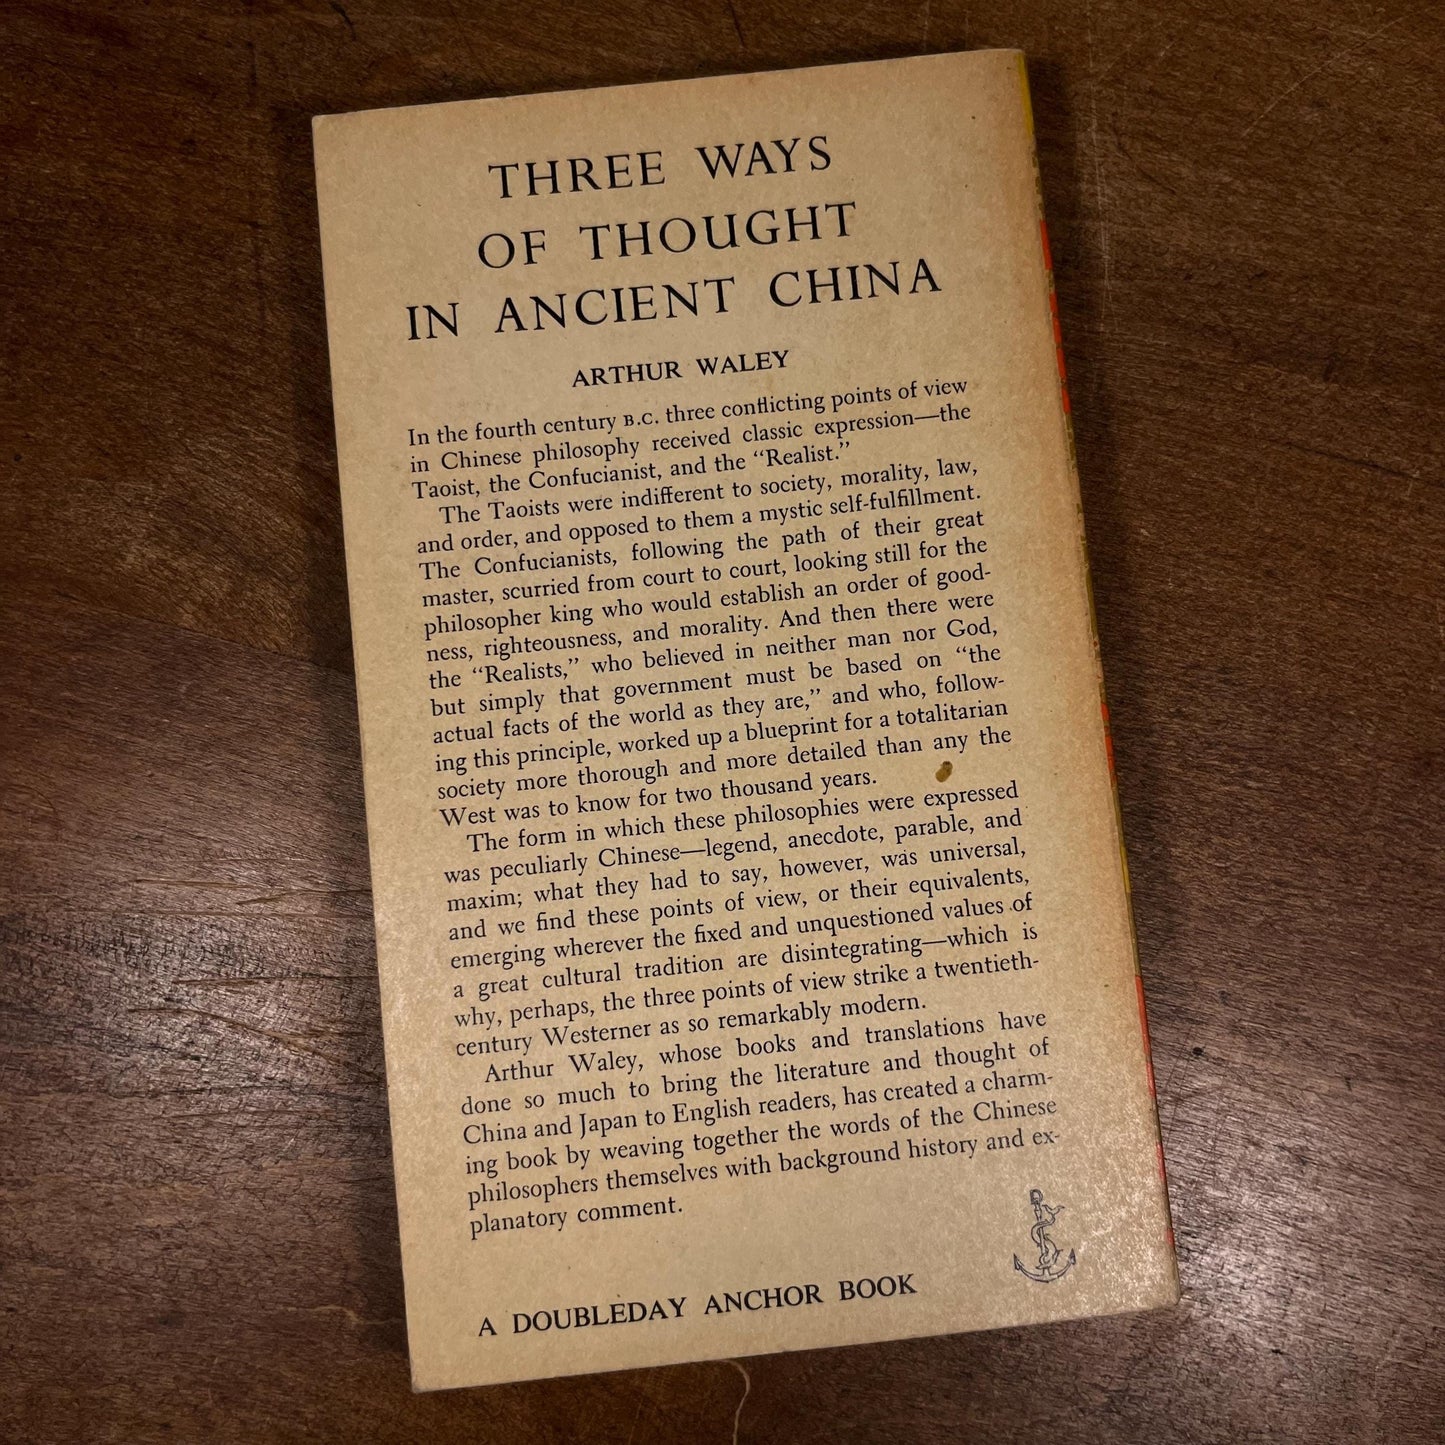 THREE WAYS
OF THOUGHT
IN ANCIENT CHINA
ARTHUR WALEY
In the fourth century B.C. three conflicting points of view
in Chinese philosophy received classic expression—the
Taoist, the Confucianist, and the “Realist.”
The Taoists were indifferent to society, morality, law,
and order, and opposed to them a mystic self-fulfillment.
The Confucianists, following the path of their great
master, scurried from court to court, looking still for the
philosopher king who would establish an order of good-
ness, righteousness, and morality. And then there were
the “Realists,” who believed in neither man nor God,
but simply that government must be based on “the
actual facts of the world as they are,” and who, follow-
ing this principle, worked up a blueprint for a totalitarian
society more thorough and more detailed than any the
West was to know for two thousand years.
The form in which these philosophies were expressed
was peculiarly Chinese—legend, anecdote, parable, and
maxim; what they had to say, however, was universal,
and we find these points of view, or their equivalents,
emerging wherever the fixed and unquestioned values of
a great cultural tradition are disintegrating—which is
why, perhaps, the three points of view strike a twentieth-
century Westerner as so remarkably modern.
Arthur Waley, whose books and translations have
done so much to bring the literature and thought of
China and Japan to English readers, has created a charm-
ing book by weaving together the words of the Chinese
philosophers themselves with background history and ex-
planatory comment.
A DOUBLEDAY ANCHOR BOOK